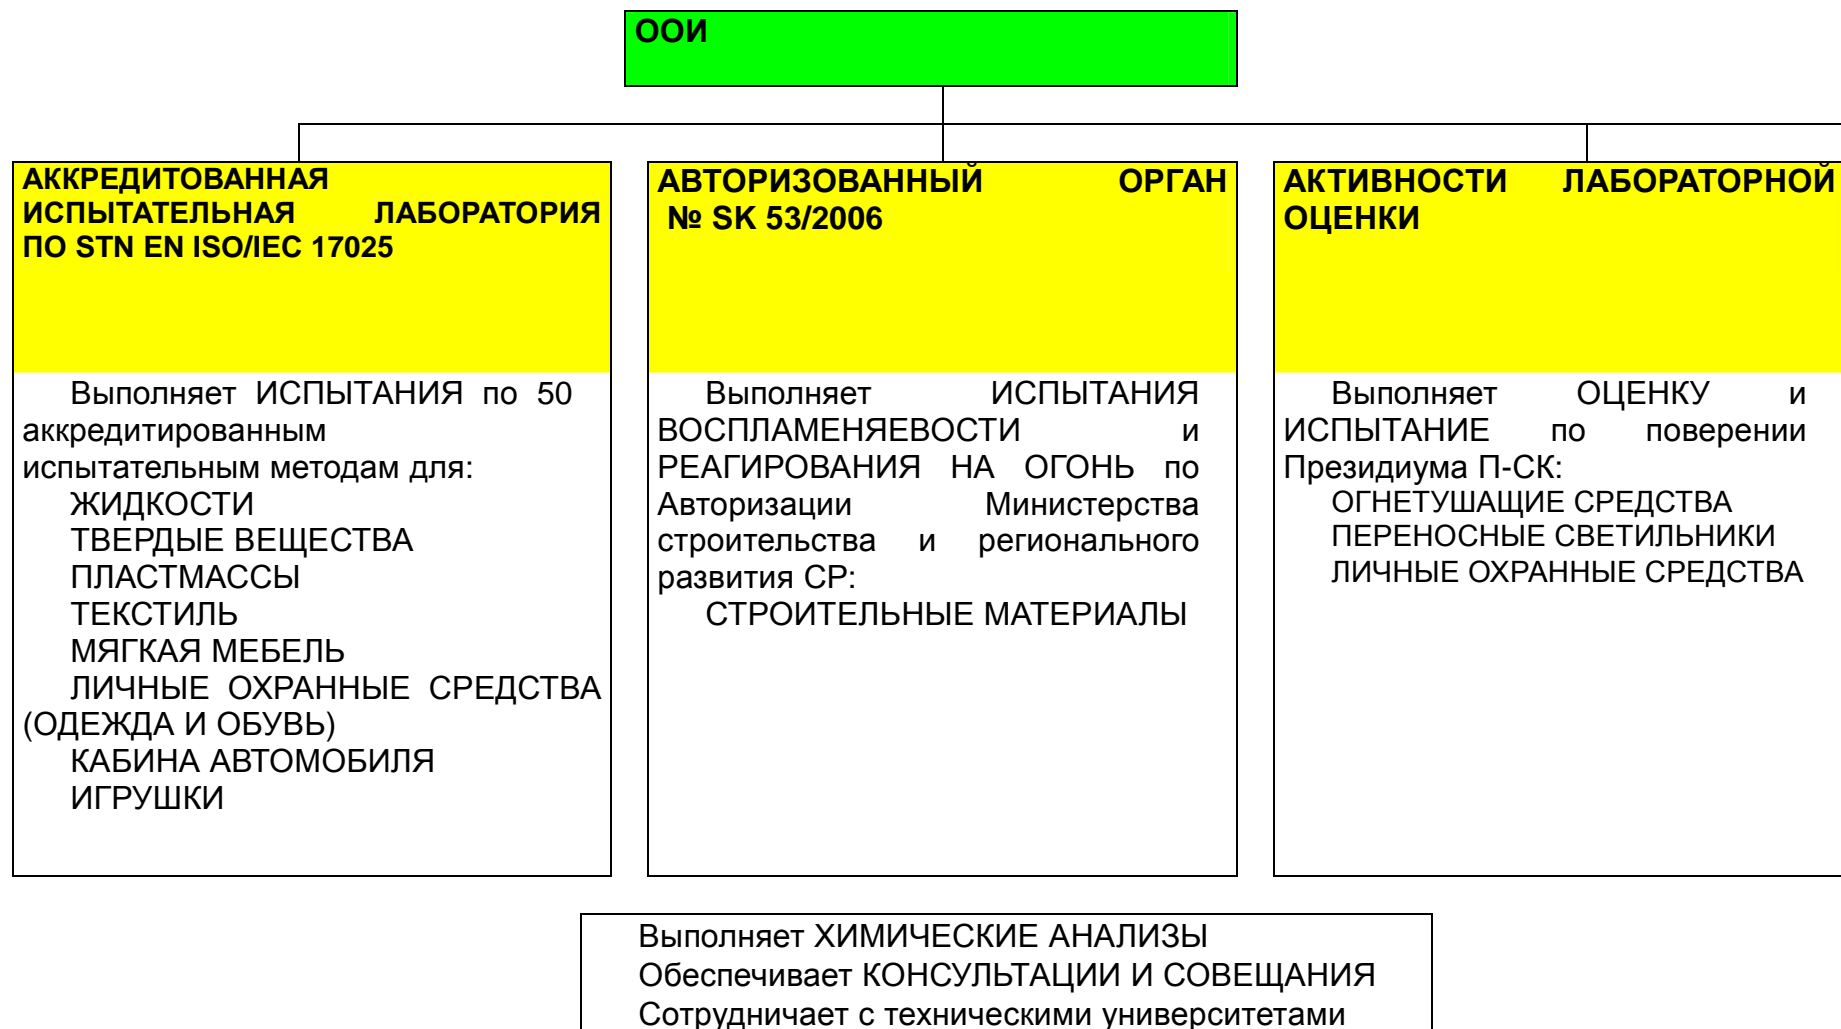 ООИ
АККРЕДИТОВАННАЯ
ИСПЫТАТЕЛЬНАЯ ЛАБОРАТОРИЯ
ПО STN EN ISO/IEC 17025
Выполняет ИСПЫТАНИЯ по 50
аккредитированным
испытательным методам для:
ЖИДКОСТИ
ТВЕРДЫЕ ВЕЩЕСТВА
ПЛАСТМАССЫ
ТЕКСТИЛЬ
МЯГКАЯ МЕБЕЛЬ
ЛИЧНЫЕ ОХРАННЫЕ СРЕДСТВА
(ОДЕЖДА И ОБУВЬ)
КАБИНА АВТОМОБИЛЯ
ИГРУШКИ
АВТОРИЗОВАННЫЙ ОРГАН
№ SK 53/2006
Выполняет ИСПЫТАНИЯ
ВОСПЛАМЕНЯЕВОСТИ и
РЕАГИРОВАНИЯ НА ОГОНЬ по
Авторизации Министерства
строительства и регионального
развития СР:
СТРОИТЕЛЬНЫЕ МАТЕРИАЛЫ
АКТИВНОСТИ ЛАБОРАТОРНОЙ
ОЦЕНКИ
Выполняет ОЦЕНКУ и
ИСПЫТАНИЕ по поверении
Президиума П-СК:
ОГНЕТУШАЩИЕ СРЕДСТВА
ПЕРЕНОСНЫЕ СВЕТИЛЬНИКИ
ЛИЧНЫЕ ОХРАННЫЕ СРЕДСТВА
Выполняет ХИМИЧЕСКИЕ АНАЛИЗЫ
Обеспечивает КОНСУЛЬТАЦИИ И СОВЕЩАНИЯ
Сотрудничает с техническими университетами